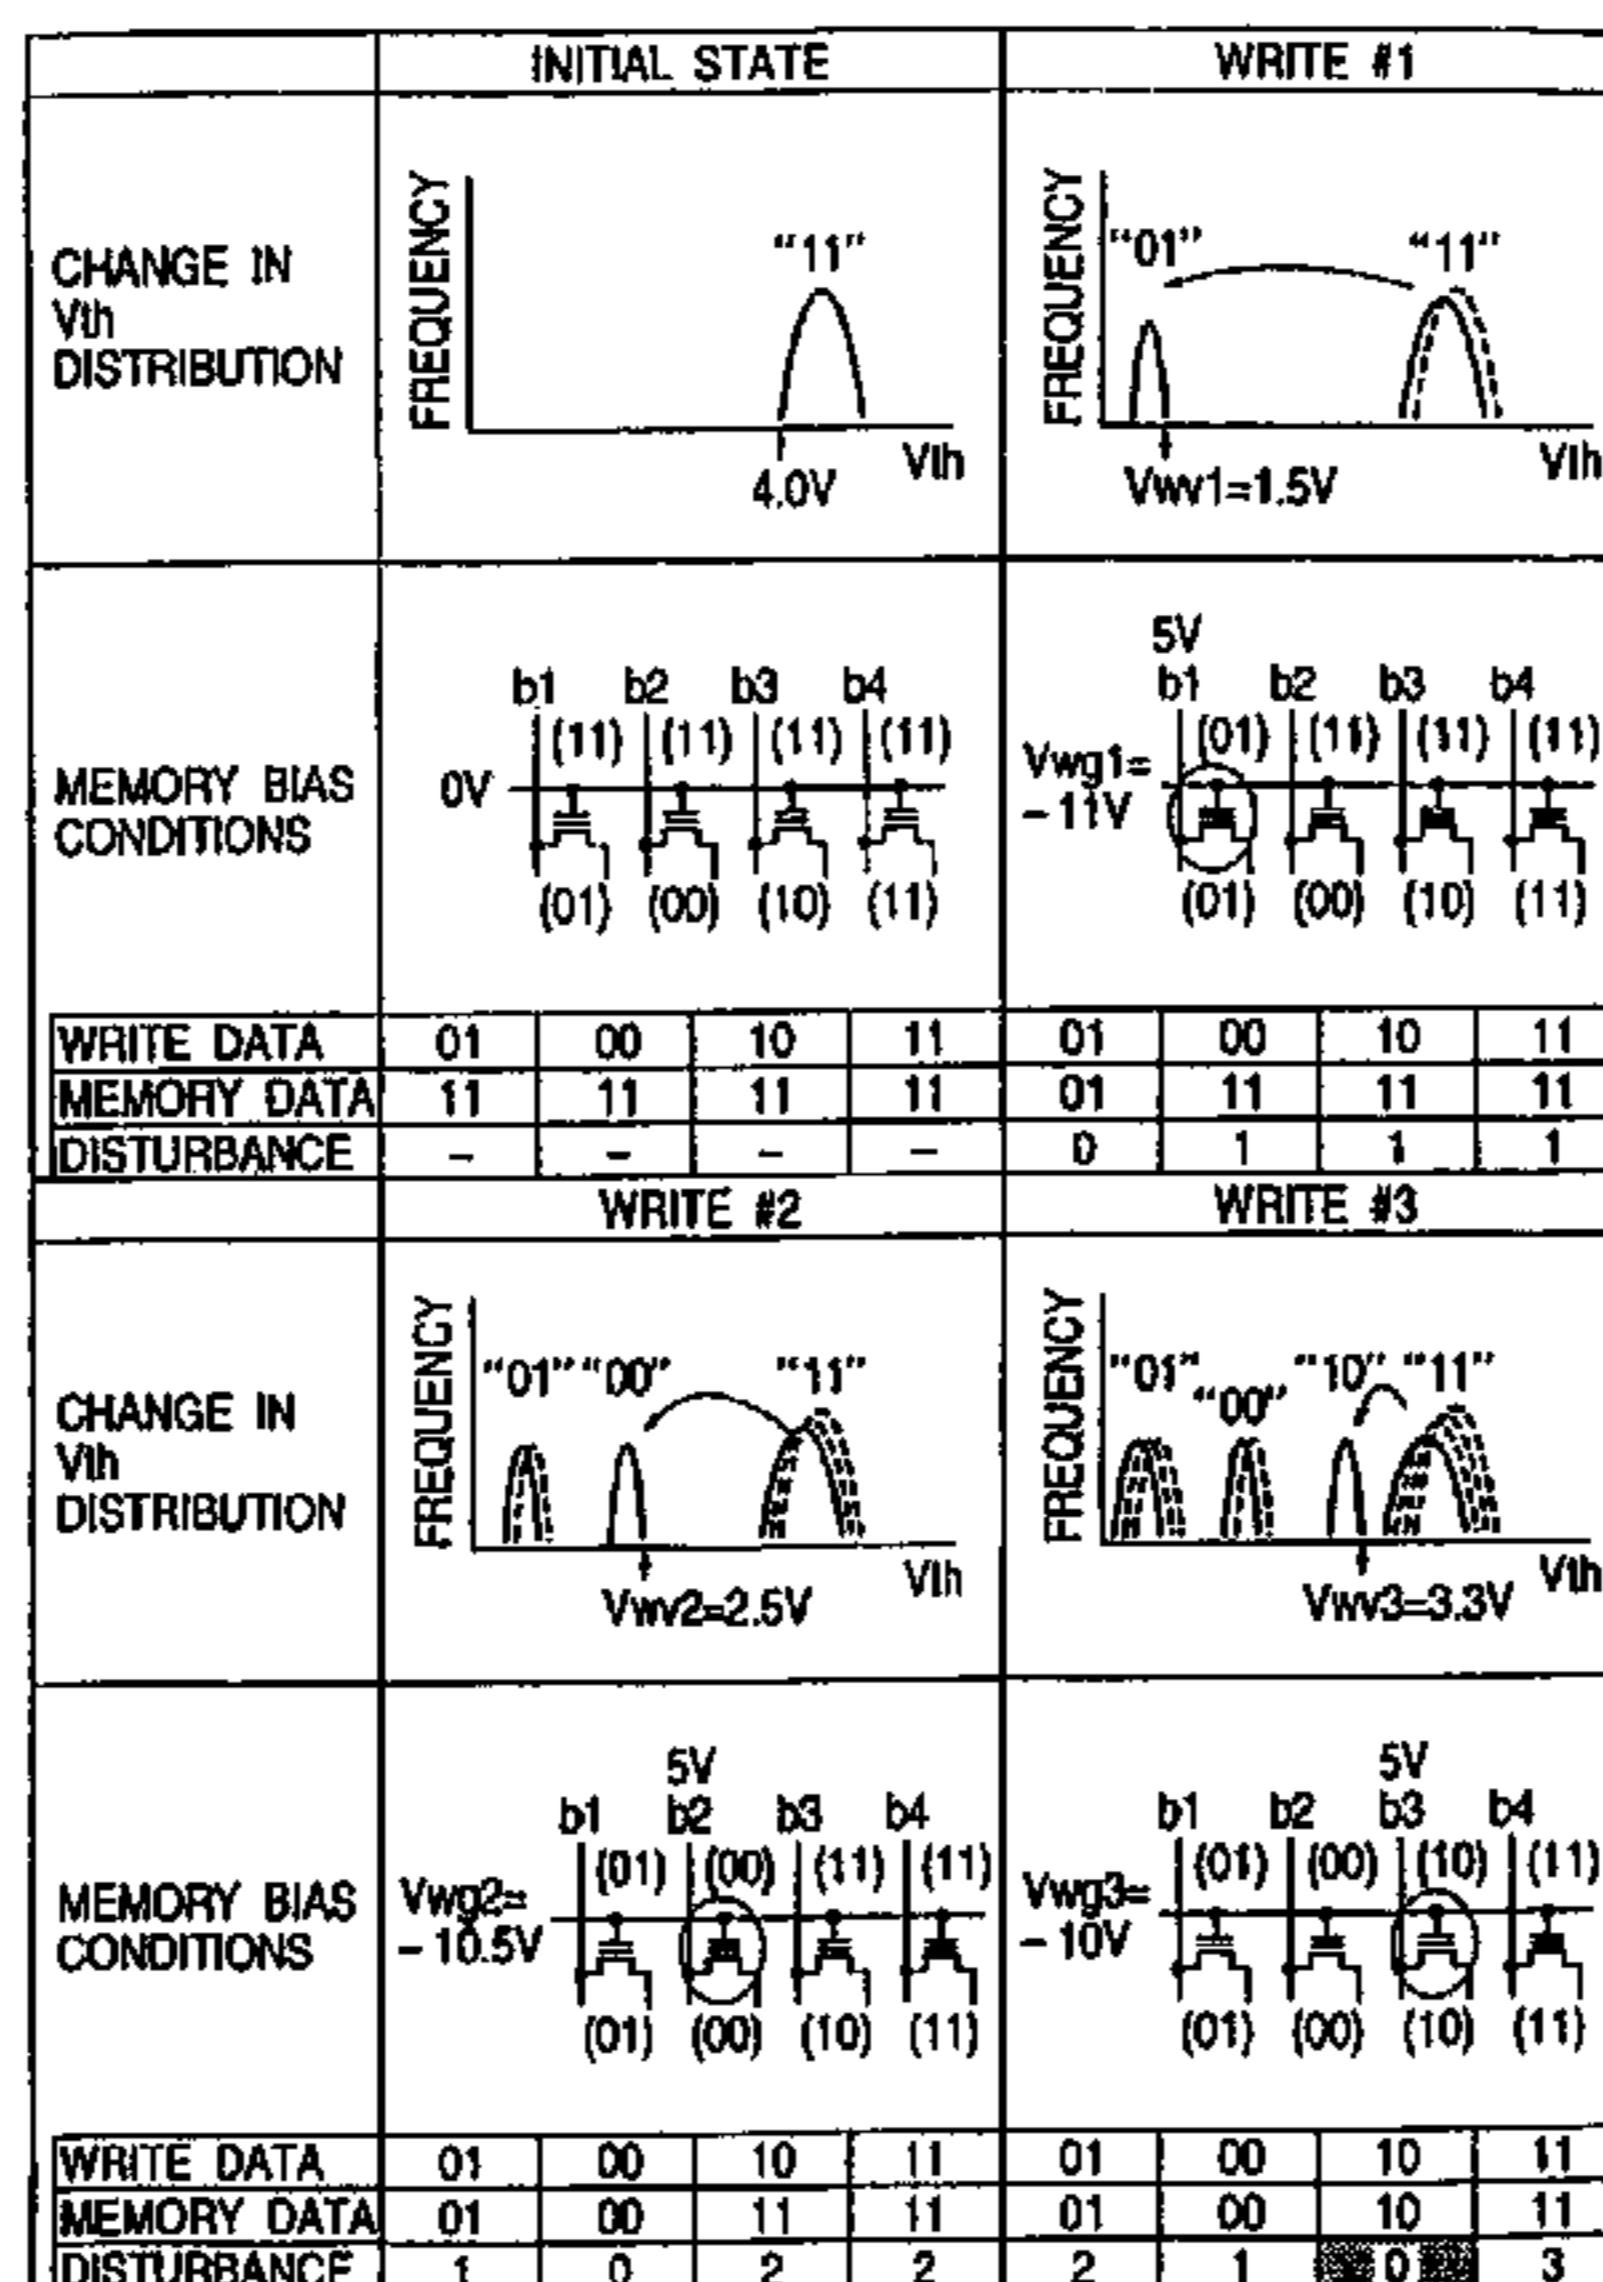 INITIAL STATE WRITE #1
CHANGE IN
Vth
DISTRIBUTION
FREQUENCY
"11"
4.0V
Vth
FREQUENCY
"01" "11"
Vwv1=1.5V
Vth
MEMORY BIAS
CONDITIONS
b1 b2 b3 b4
(11) (11) (11) (11)
0V
(01) (00) (10) (11)
5V
b1 b2 b3 b4
(01) (11) (11) (11)
Vwg1=
-11V
(01) (00) (10) (11)
WRITE DATA 01 00 10 11 01 00 10 11
MEMORY DATA 11 11 11 11 01 11 11 11
DISTURBANCE - - - - 0 1 1 1
WRITE #2 WRITE #3
CHANGE IN
Vth
DISTRIBUTION
FREQUENCY
"01" "00" "11"
Vwv2=2.5V
Vth
FREQUENCY
"01" "00" "10" "11"
Vwv3=3.3V
Vth
MEMORY BIAS
CONDITIONS
5V
b1 b2 b3 b4
(01) (00) (11) (11)
Vwg2=
-10.5V
(01) (00) (10) (11)
5V
b1 b2 b3 b4
(01) (00) (10) (11)
Vwg3=
-10V
(01) (00) (10) (11)
WRITE DATA 01 00 10 11 01 00 10 11
MEMORY DATA 01 00 11 11 01 00 10 11
DISTURBANCE 1 0 2 2 2 1 0 3